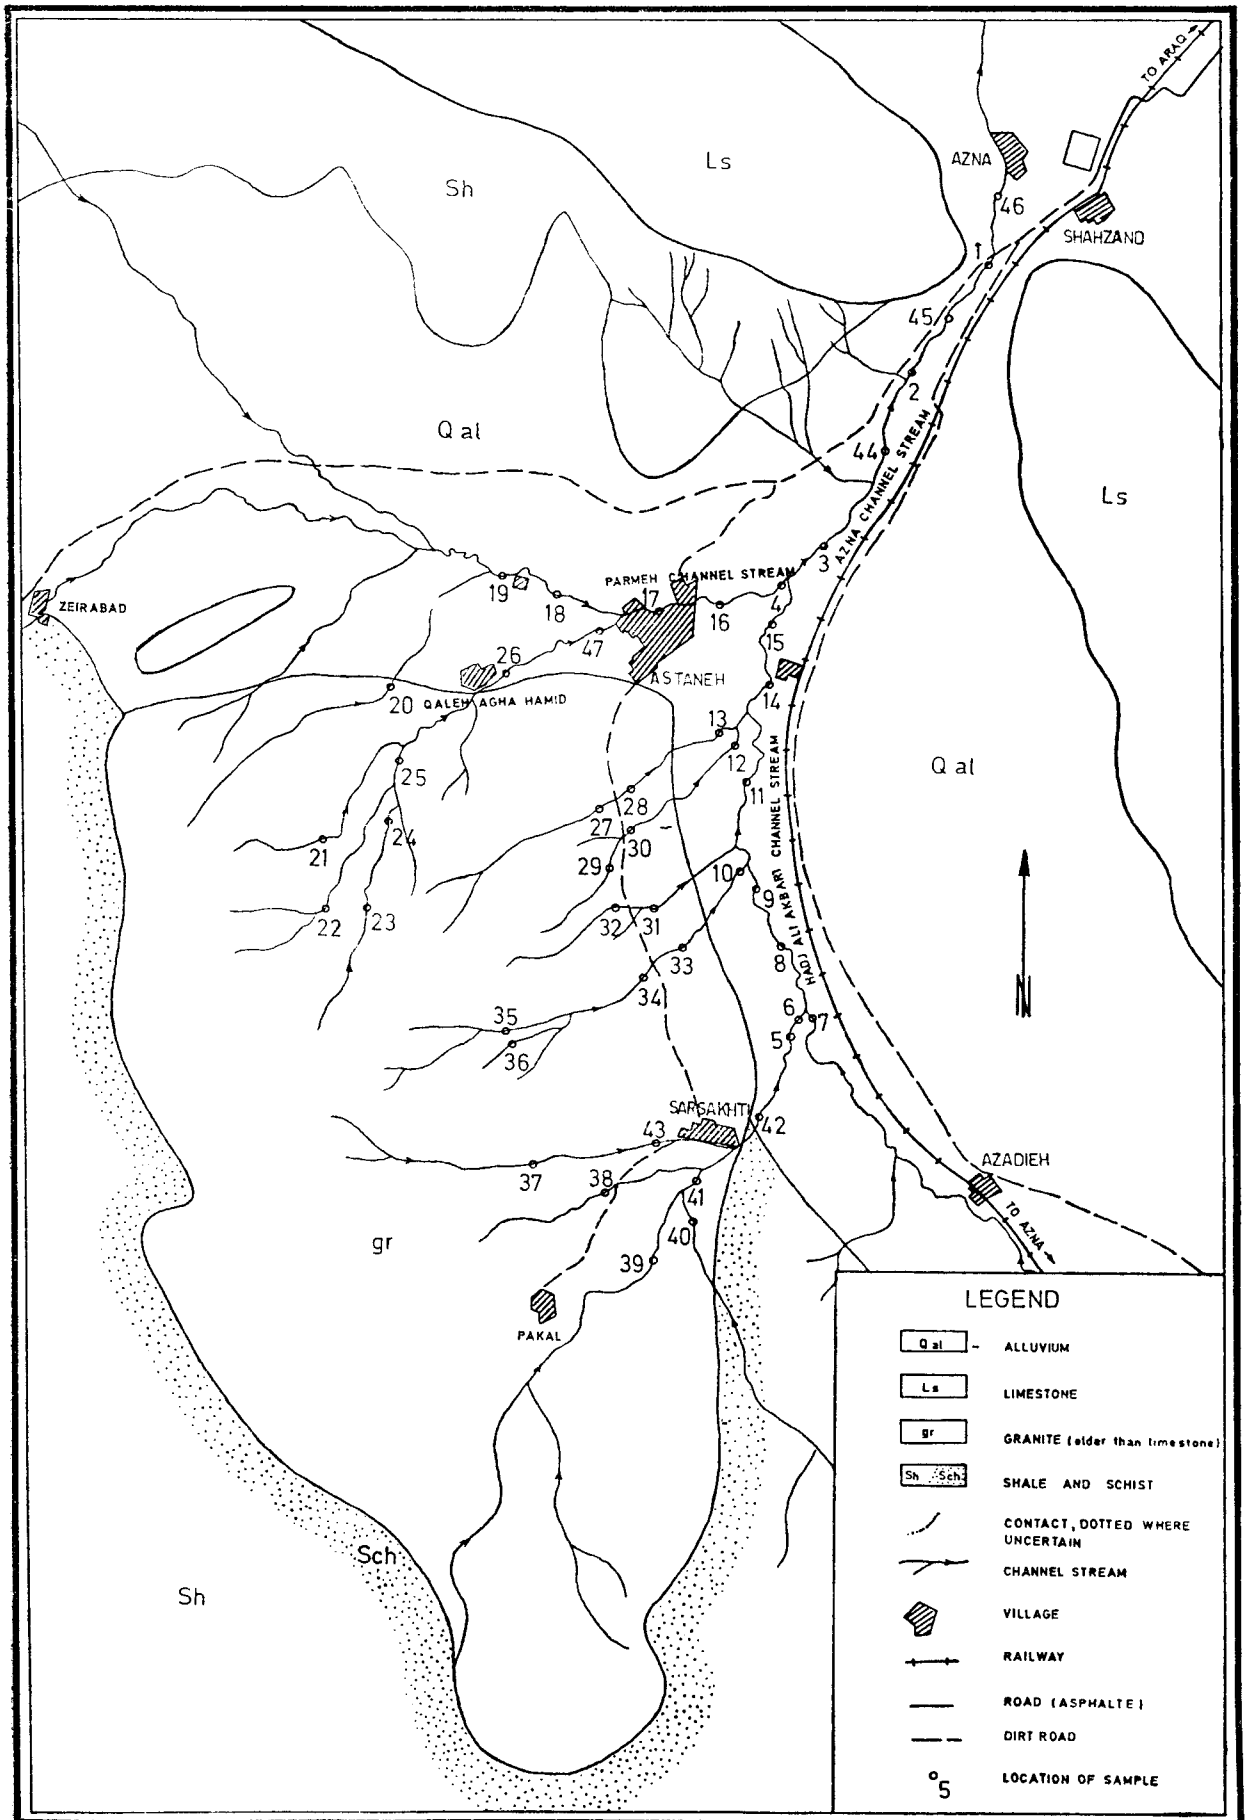 TO ARAQ
Ls
AZNA
Sh
46
SHAHZAND
1
45
2
Qal
44
AZNA CHANNEL STREAM
Ls
3
PARMEH CHANNEL STREAM
19
17
4
ZEIRABAD
18
16
15
47
26
ASTANEH
20
QALEH AGHA HAMID
14
13
12
Qal
25
11
28
27
24
30
21
29
10
HADJ ALI AKBARI CHANNEL STREAM
9
22
23
32
31
8
33
34
N
35
6
7
36
5
SARSAKHTI
42
43
AZADIEH
37
38
41
TO AZNA
40
gr
39
PAKAL
LEGEND
Qal - ALLUVIUM
Ls LIMESTONE
gr GRANITE (older than limestone)
Sh Sch SHALE AND SCHIST
CONTACT, DOTTED WHERE
UNCERTAIN
CHANNEL STREAM
VILLAGE
RAILWAY
ROAD (ASPHALTE)
DIRT ROAD
5 LOCATION OF SAMPLE
Sch
Sh